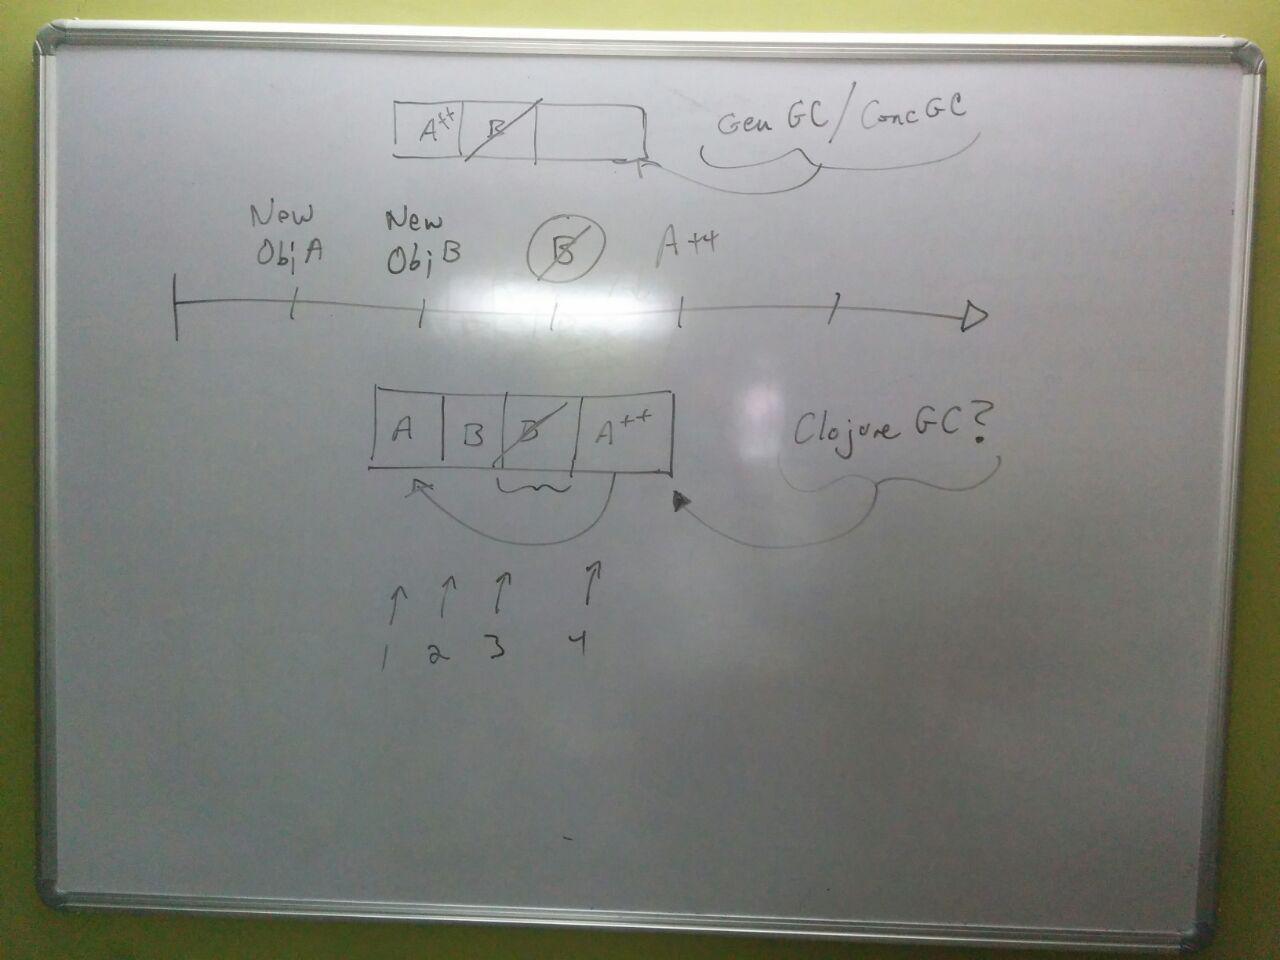 A++ B Gen GC/Conc GC
New
Obj A
New
Obj B
B
A++
A B B A++
Clojure GC?
1 2 3 4